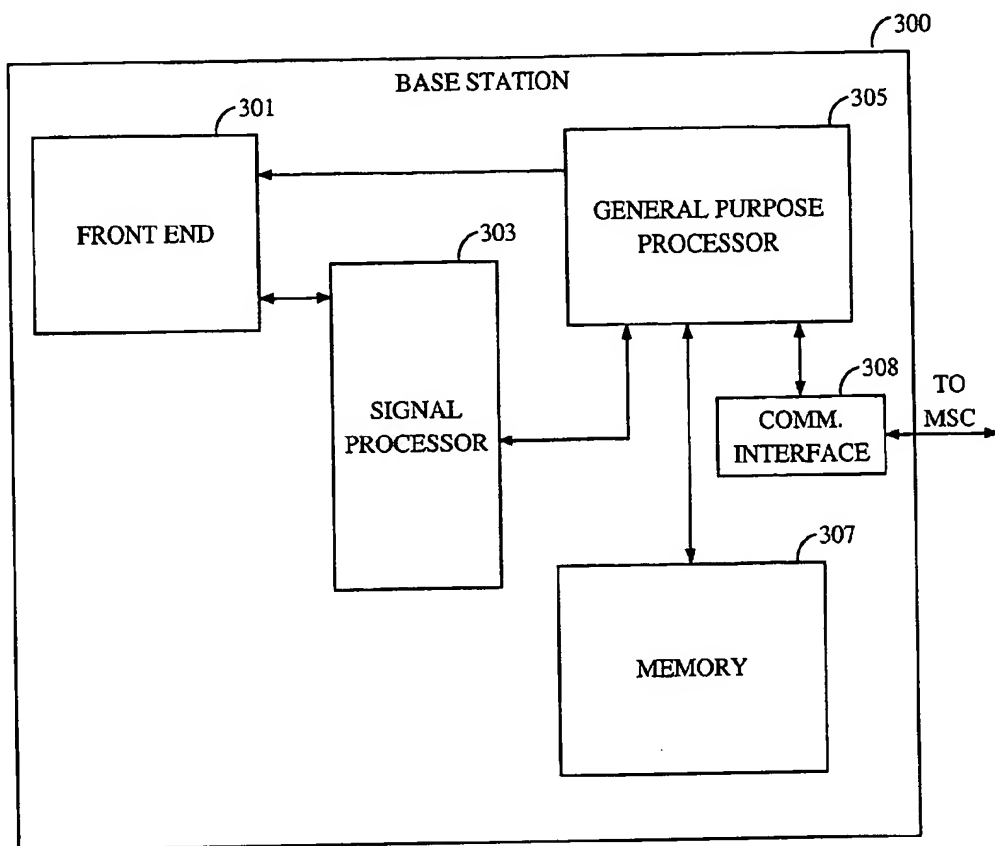 300
BASE STATION
301
305
FRONT END
GENERAL PURPOSE
PROCESSOR
303
SIGNAL
PROCESSOR
308
TO
MSC
COMM.
INTERFACE
307
MEMORY